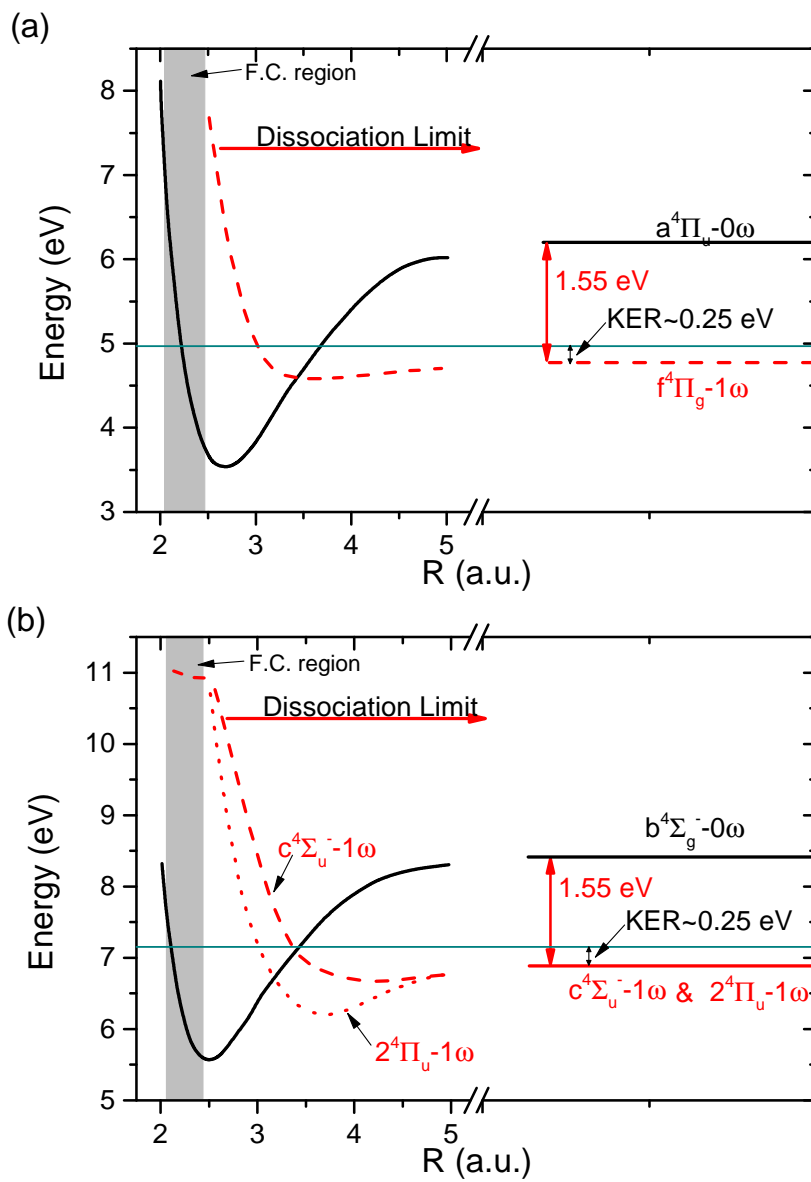 (a)
F.C. region
8
Dissociation Limit
7
a⁴Πᵤ-0ω
6
1.55 eV
KER~0.25 eV
5
f⁴Π_g-1ω
4
3
2 3 4 5
R (a.u.)
Energy (eV)
(b)
F.C. region
11
Dissociation Limit
10
9
b⁴Σ_g⁻-0ω
c⁴Σᵤ⁻-1ω
8
1.55 eV
KER~0.25 eV
7
c⁴Σᵤ⁻-1ω & 2⁴Πᵤ-1ω
6
2⁴Πᵤ-1ω
5
2 3 4 5
R (a.u.)
Energy (eV)